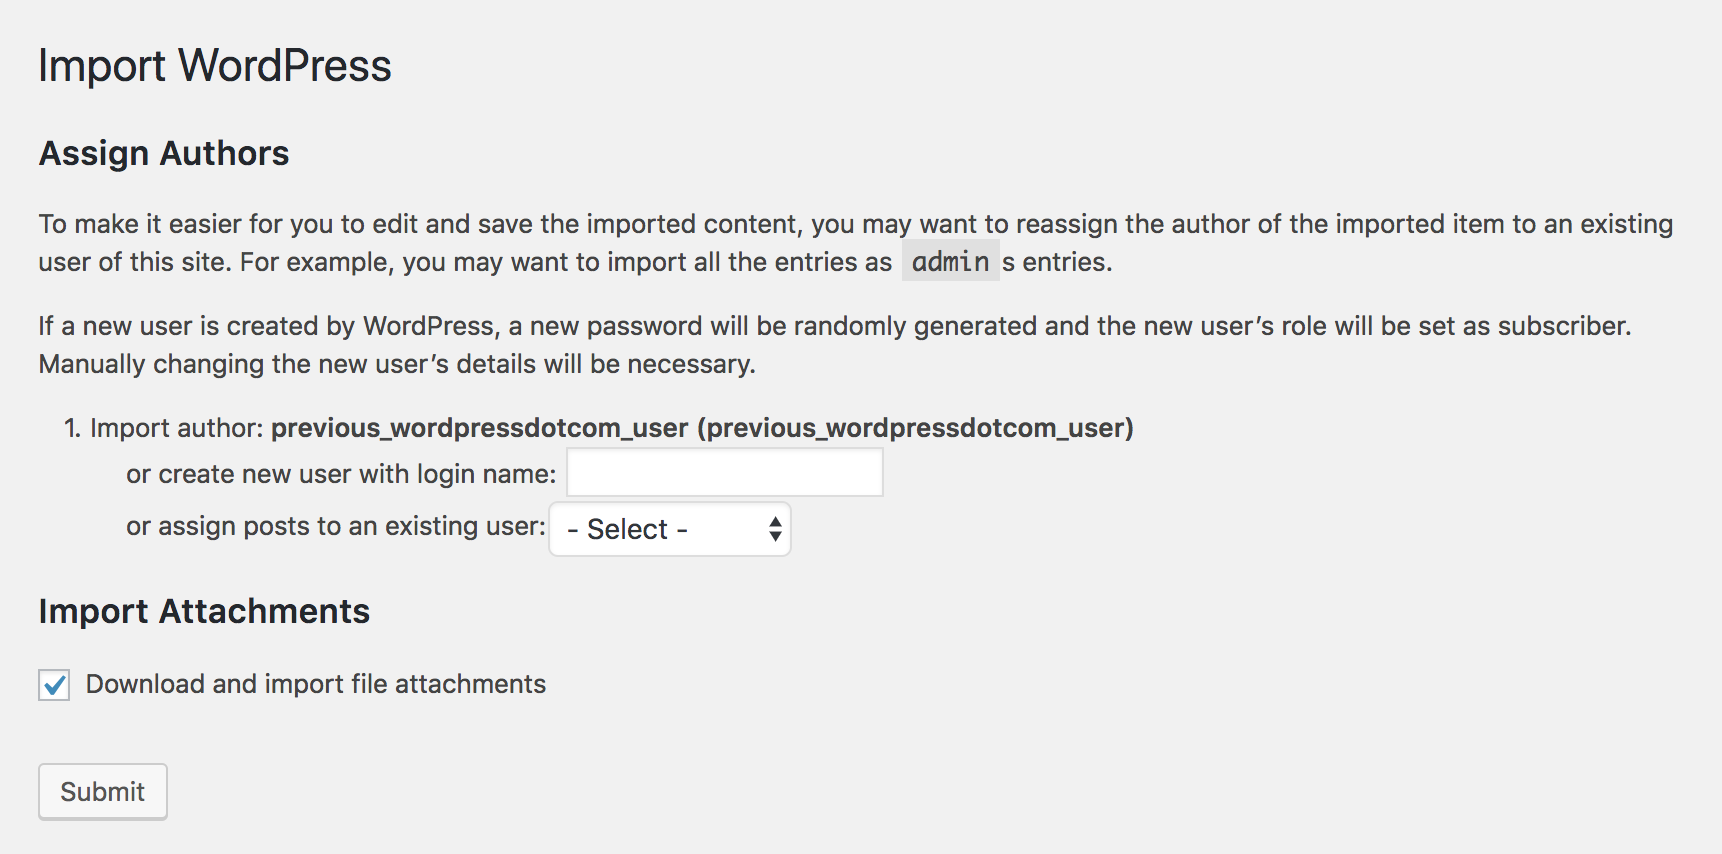 Import WordPress
Assign Authors
To make it easier for you to edit and save the imported content, you may want to reassign the author of the imported item to an existing
user of this site. For example, you may want to import all the entries as admin s entries.
If a new user is created by WordPress, a new password will be randomly generated and the new user’s role will be set as subscriber.
Manually changing the new user’s details will be necessary.
1. Import author: previous_wordpressdotcom_user (previous_wordpressdotcom_user)
or create new user with login name:
or assign posts to an existing user: - Select -
Import Attachments
Download and import file attachments
Submit